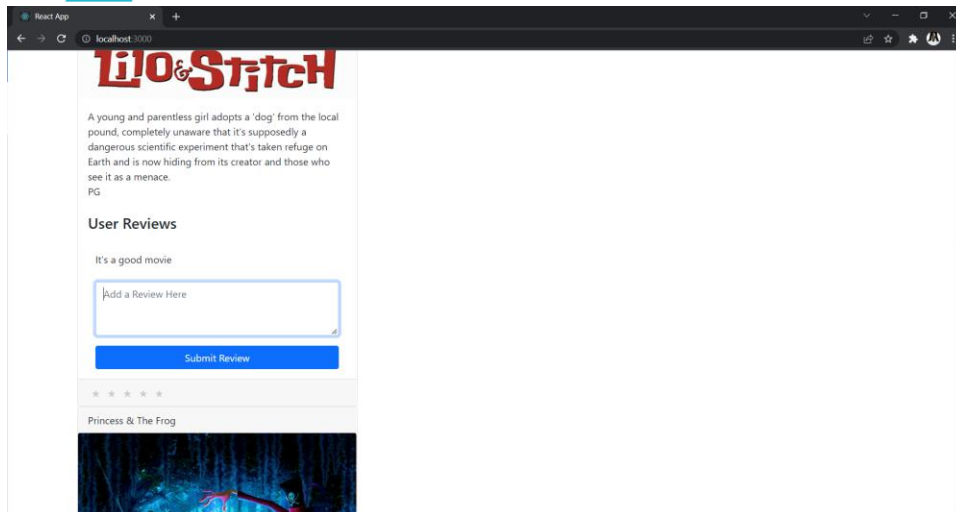 React App
localhost:3000
Lilo & Stitch
A young and parentless girl adopts a 'dog' from the local
pound, completely unaware that it's supposedly a
dangerous scientific experiment that's taken refuge on
Earth and is now hiding from its creator and those who
see it as a menace.
PG
User Reviews
It's a good movie
Add a Review Here
Submit Review
Princess & The Frog